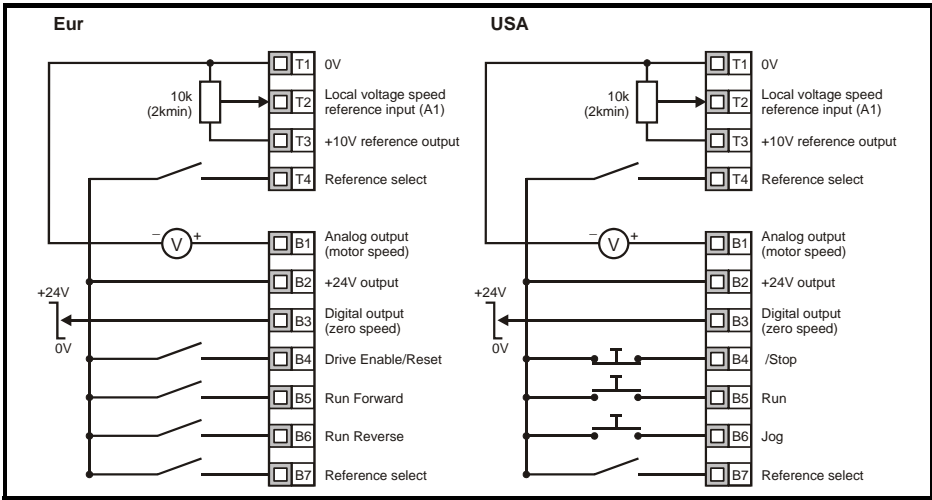 Eur
T1 0V
10k
(2kmin)
T2 Local voltage speed
reference input (A1)
T3 +10V reference output
T4 Reference select
− V +
B1 Analog output
(motor speed)
B2 +24V output
+24V
B3 Digital output
(zero speed)
0V
B4 Drive Enable/Reset
B5 Run Forward
B6 Run Reverse
B7 Reference select
USA
T1 0V
10k
(2kmin)
T2 Local voltage speed
reference input (A1)
T3 +10V reference output
T4 Reference select
− V +
B1 Analog output
(motor speed)
B2 +24V output
+24V
B3 Digital output
(zero speed)
0V
B4 /Stop
B5 Run
B6 Jog
B7 Reference select